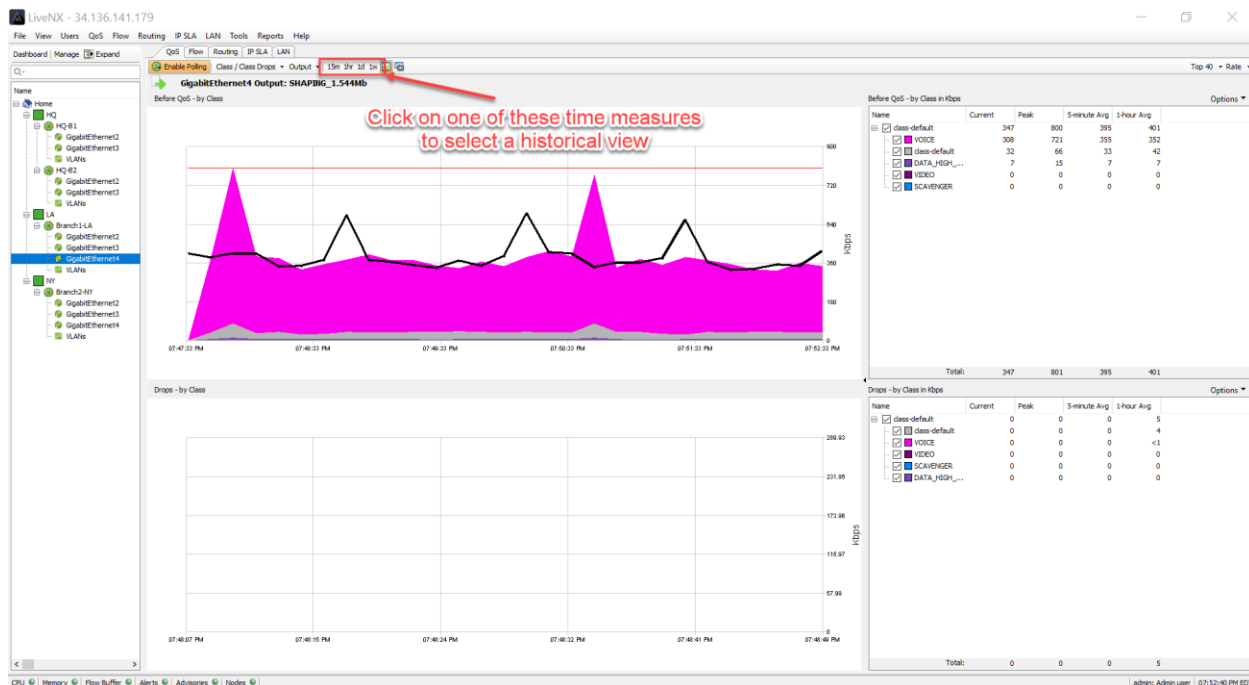 LiveNX - 34.136.141.179
File View Users QoS Flow Routing IP SLA LAN Tools Reports Help
Dashboard Manage Expand
QoS Flow Routing IP SLA LAN
Enable Polling Class / Class Drops Output 15m 1hr 1d 1w Top 40 Rate
GigabitEthernet4 Output: SHAPING_1.544Mb
Name
Home
HQ
HQ-B1
GigabitEthernet2
GigabitEthernet3
VLANs
HQ-B2
GigabitEthernet2
GigabitEthernet3
VLANs
LA
Branch1-LA
GigabitEthernet2
GigabitEthernet3
GigabitEthernet4
VLANs
NY
Branch2-NY
GigabitEthernet2
GigabitEthernet3
GigabitEthernet4
VLANs
Before QoS - by Class
Click on one of these time measures
to select a historical view
900
720
540
360
180
0
Kbps
07:47:33 PM 07:48:33 PM 07:49:33 PM 07:50:33 PM 07:51:33 PM 07:52:33 PM
Before QoS - by Class in Kbps Options
Name Current Peak 5-minute Avg 1-hour Avg
class-default 347 800 395 401
VOICE 308 721 355 352
class-default 32 66 33 42
DATA_HIGH_... 7 15 7 7
VIDEO 0 0 0 0
SCAVENGER 0 0 0 0
Total: 347 801 395 401
Drops - by Class
289.93
231.95
173.96
115.97
57.99
0
Kbps
07:48:07 PM 07:48:15 PM 07:48:24 PM 07:48:32 PM 07:48:41 PM 07:48:49 PM
Drops - by Class in Kbps Options
Name Current Peak 5-minute Avg 1-hour Avg
class-default 0 0 0 5
class-default 0 0 0 4
VOICE 0 0 0 <1
VIDEO 0 0 0 0
SCAVENGER 0 0 0 0
DATA_HIGH_... 0 0 0 0
Total: 0 0 0 5
CPU Memory Flow Buffer Alerts Advisories Nodes admin: Admin user 07:52:40 PM EDT